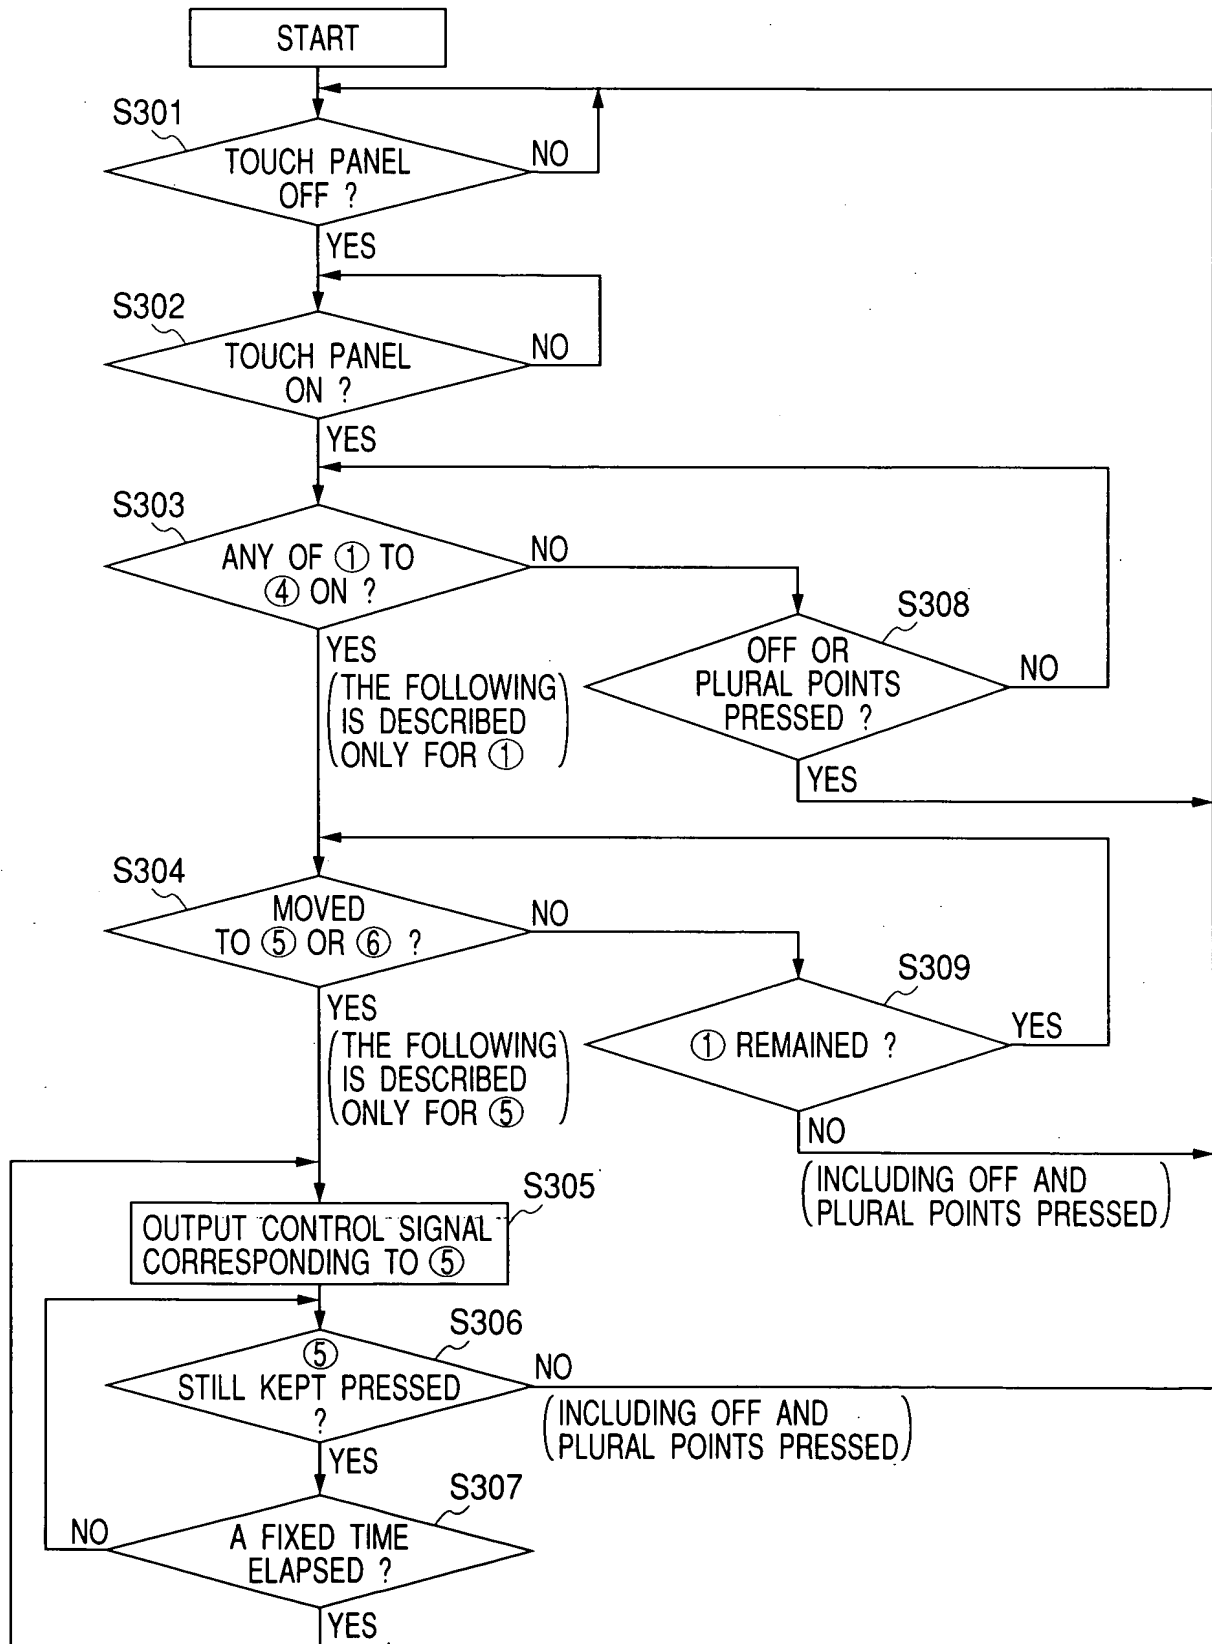 START
S301
TOUCH PANEL
OFF ?
NO
YES
S302
TOUCH PANEL
ON ?
NO
YES
S303
ANY OF ① TO
④ ON ?
NO
YES
(THE FOLLOWING
IS DESCRIBED
ONLY FOR ①)
S308
OFF OR
PLURAL POINTS
PRESSED ?
NO
YES
S304
MOVED
TO ⑤ OR ⑥ ?
NO
YES
(THE FOLLOWING
IS DESCRIBED
ONLY FOR ⑤)
S309
① REMAINED ?
YES
NO
(INCLUDING OFF AND
PLURAL POINTS PRESSED)
S305
OUTPUT CONTROL SIGNAL
CORRESPONDING TO ⑤
S306
⑤
STILL KEPT PRESSED
?
NO
(INCLUDING OFF AND
PLURAL POINTS PRESSED)
YES
S307
A FIXED TIME
ELAPSED ?
NO
YES